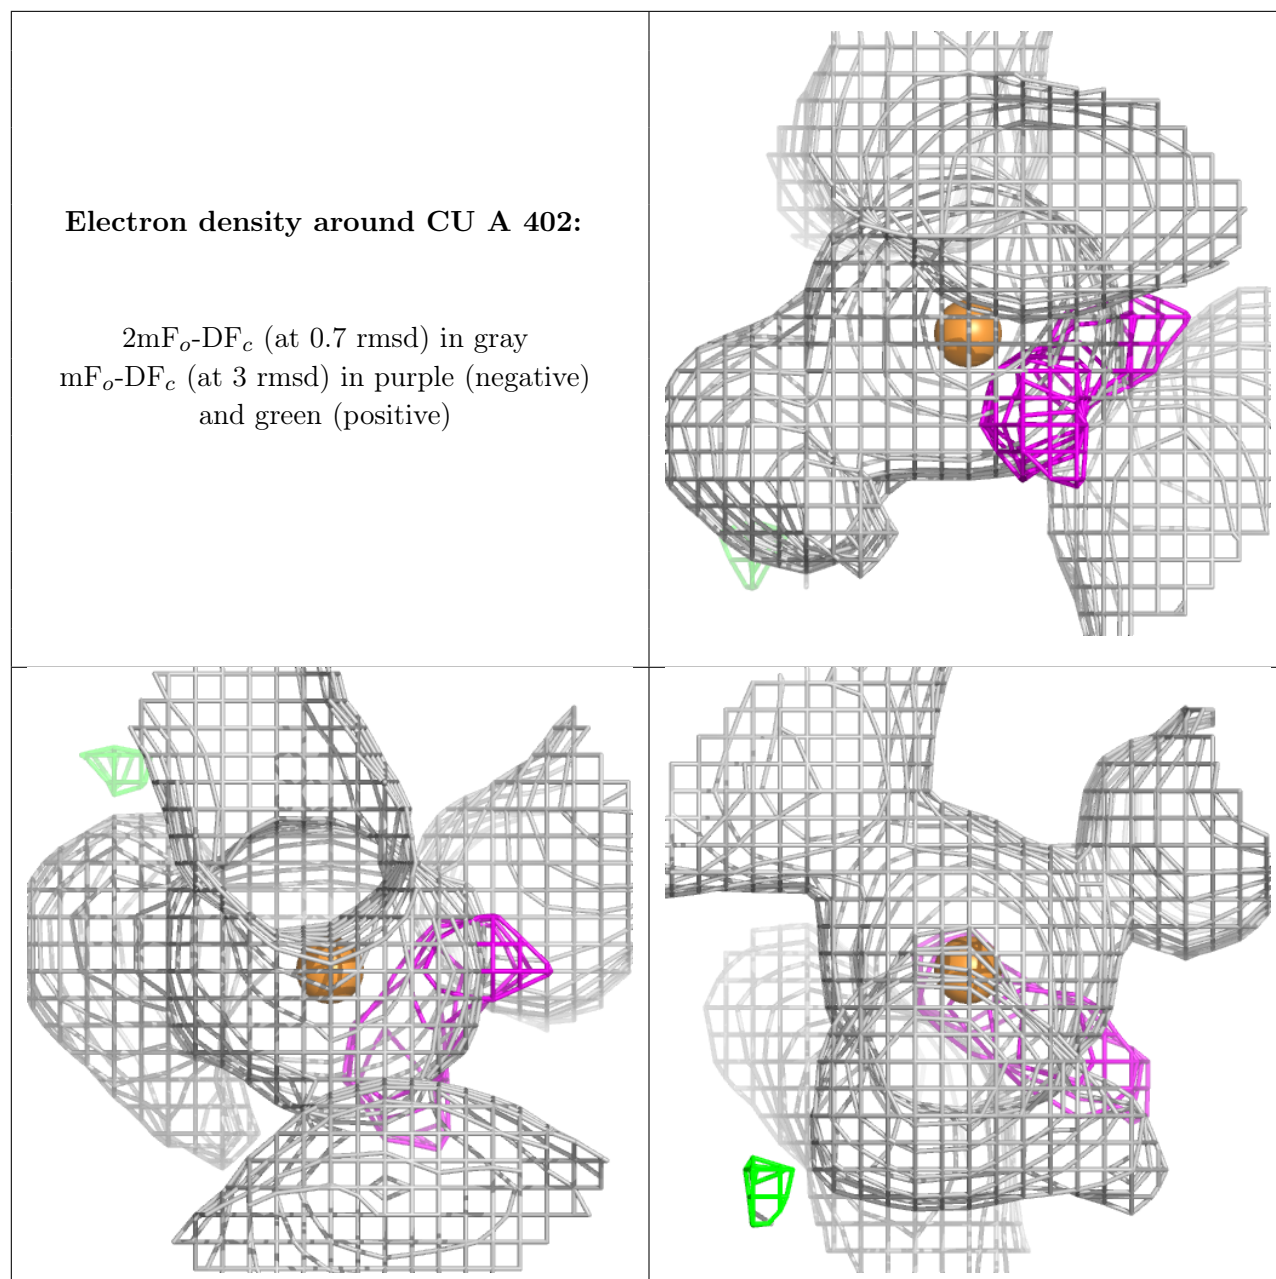 Electron density around CU A 402:
2mFo-DFc (at 0.7 rmsd) in gray
mFo-DFc (at 3 rmsd) in purple (negative)
and green (positive)